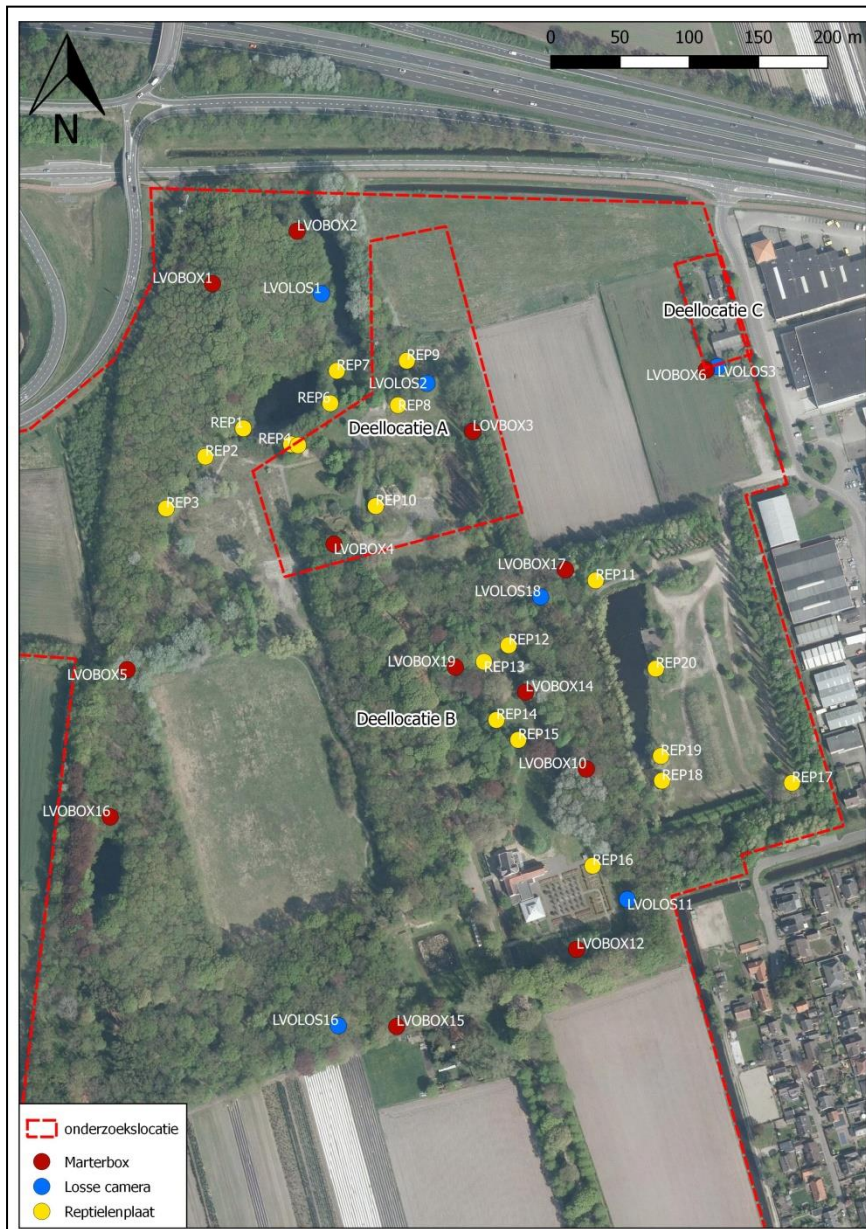 0 50 100 150 200 m
N
LVOBOX2
LVOBOX1
LVOLOS1
Deellocatie C
REP9
REP7
LVOLOS2
LVOBOX6
LVOLOS3
REP6
REP8
REP1
Deellocatie A
LOVBOX3
REP4
REP2
REP3
REP10
LVOBOX4
LVOBOX17
REP11
LVOLOS18
REP12
REP13
LVOBOX19
REP20
LVOBOX5
LVOBOX14
Deellocatie B
REP14
REP15
REP19
LVOBOX10
REP18
REP17
LVOBOX16
REP16
LVOLOS11
LVOBOX12
LVOLOS16
LVOBOX15
onderzoekslocatie
Marterbox
Losse camera
Reptielenplaat